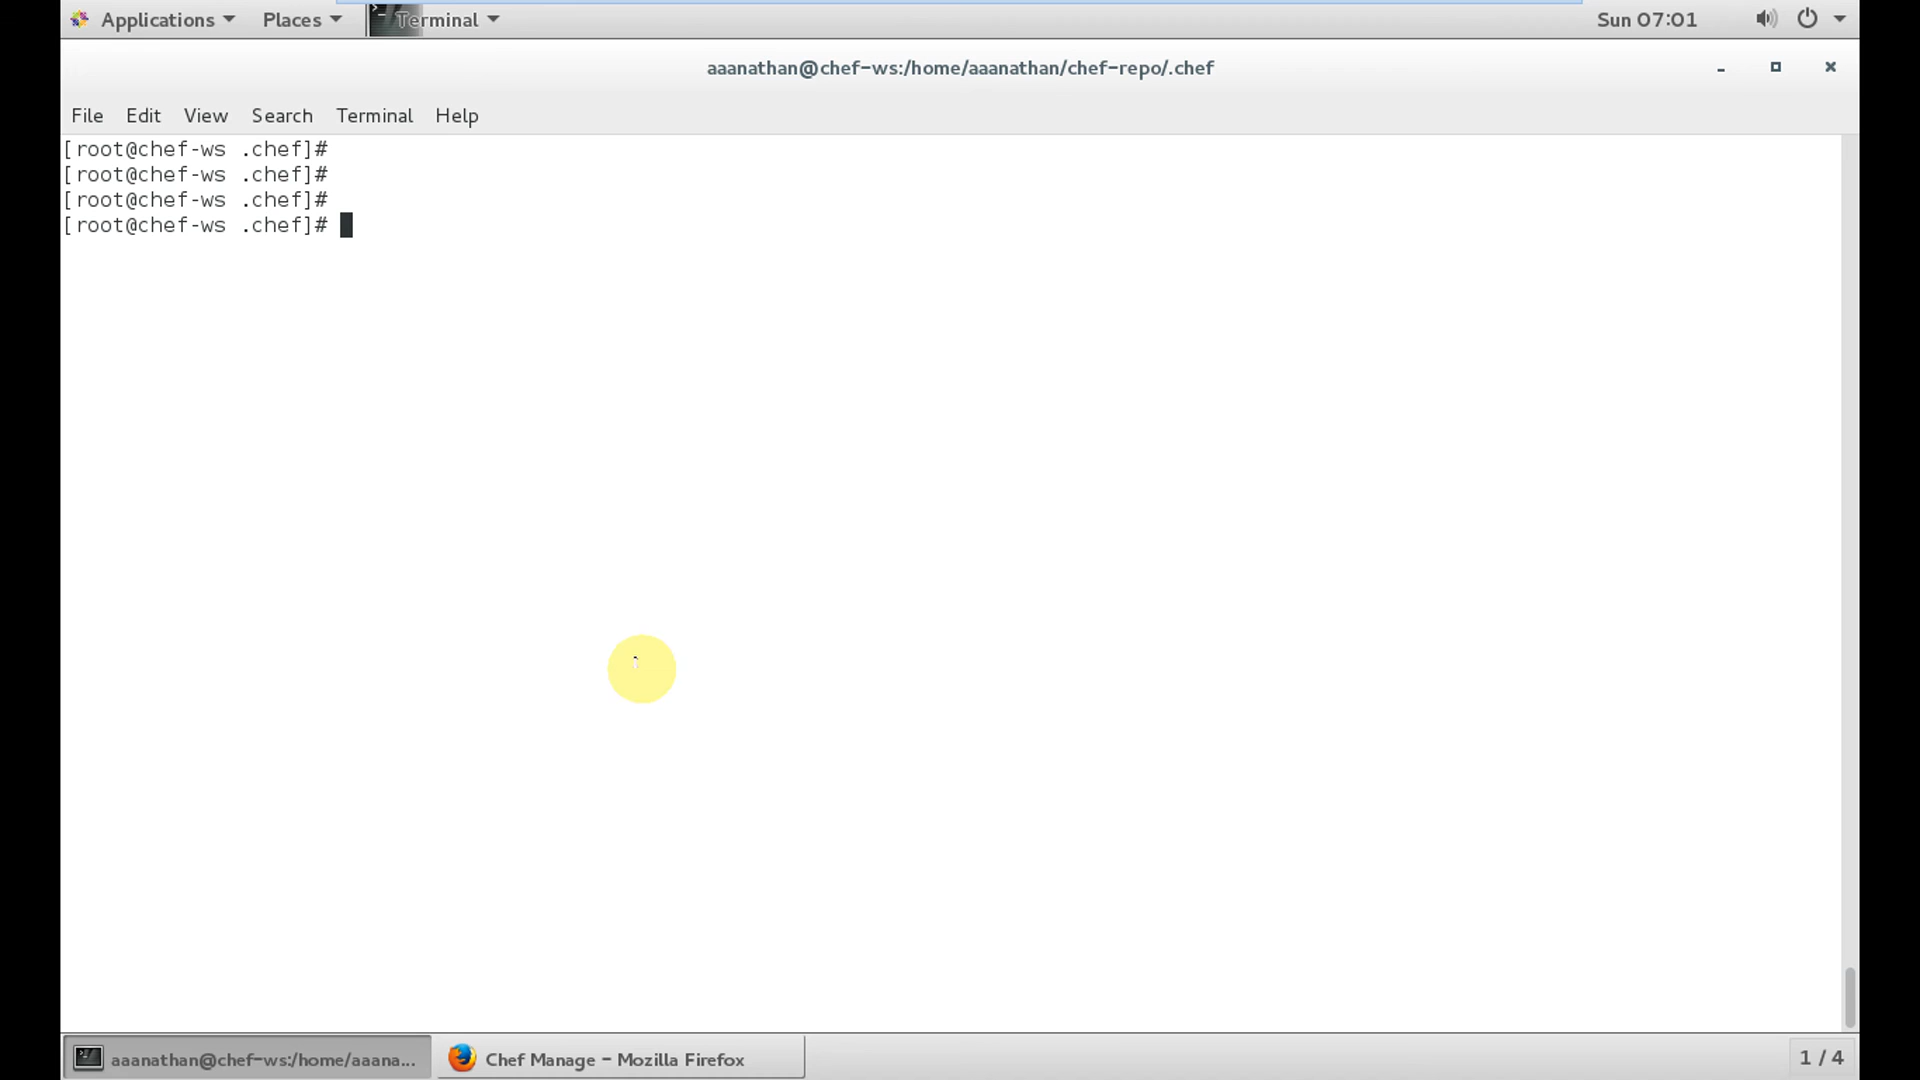 Applications Places Terminal Sun 07:01
aaanathan@chef-ws:/home/aaanathan/chef-repo/.chef
File Edit View Search Terminal Help
[root@chef-ws .chef]#
[root@chef-ws .chef]#
[root@chef-ws .chef]#
[root@chef-ws .chef]#
aaanathan@chef-ws:/home/aaana... Chef Manage - Mozilla Firefox 1 / 4